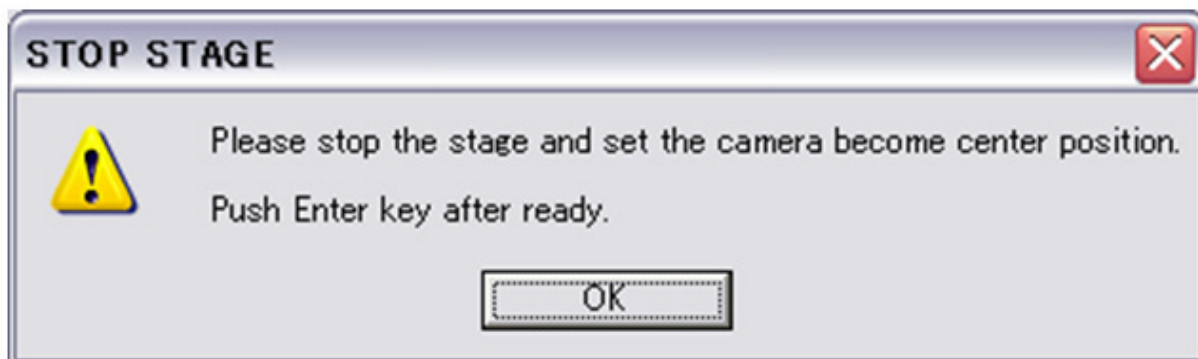 STOP STAGE
Please stop the stage and set the camera become center position.
Push Enter key after ready.
OK